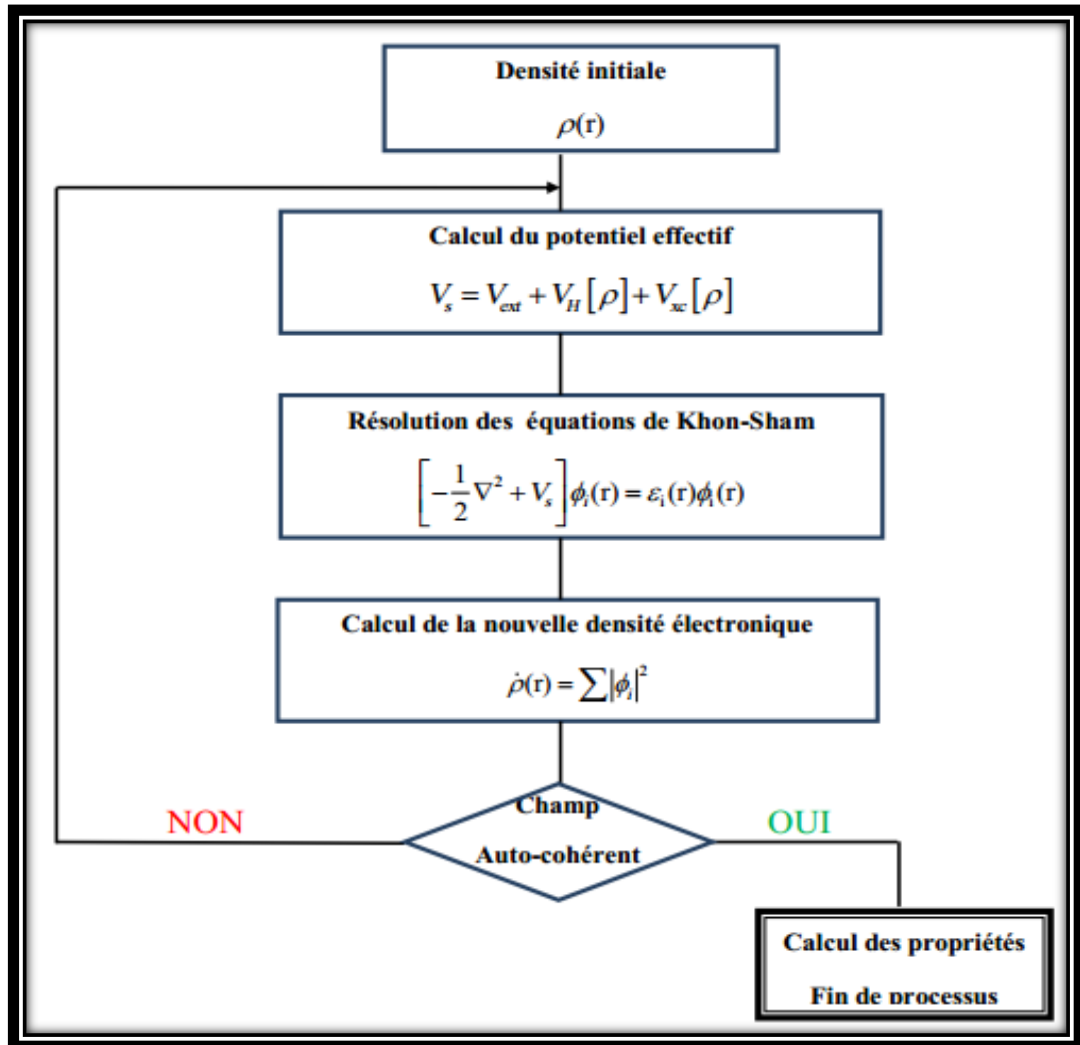 Densité initiale
ρ(r)
Calcul du potentiel effectif
V_s = V_ext + V_H[ρ] + V_xc[ρ]
Résolution des équations de Khon-Sham
[-1/2 ∇² + V_s]ϕ_i(r) = ε_i(r)ϕ_i(r)
Calcul de la nouvelle densité électronique
ρ̇(r) = ∑|ϕ_i|²
Champ
Auto-cohérent
NON
OUI
Calcul des propriétés
Fin de processus